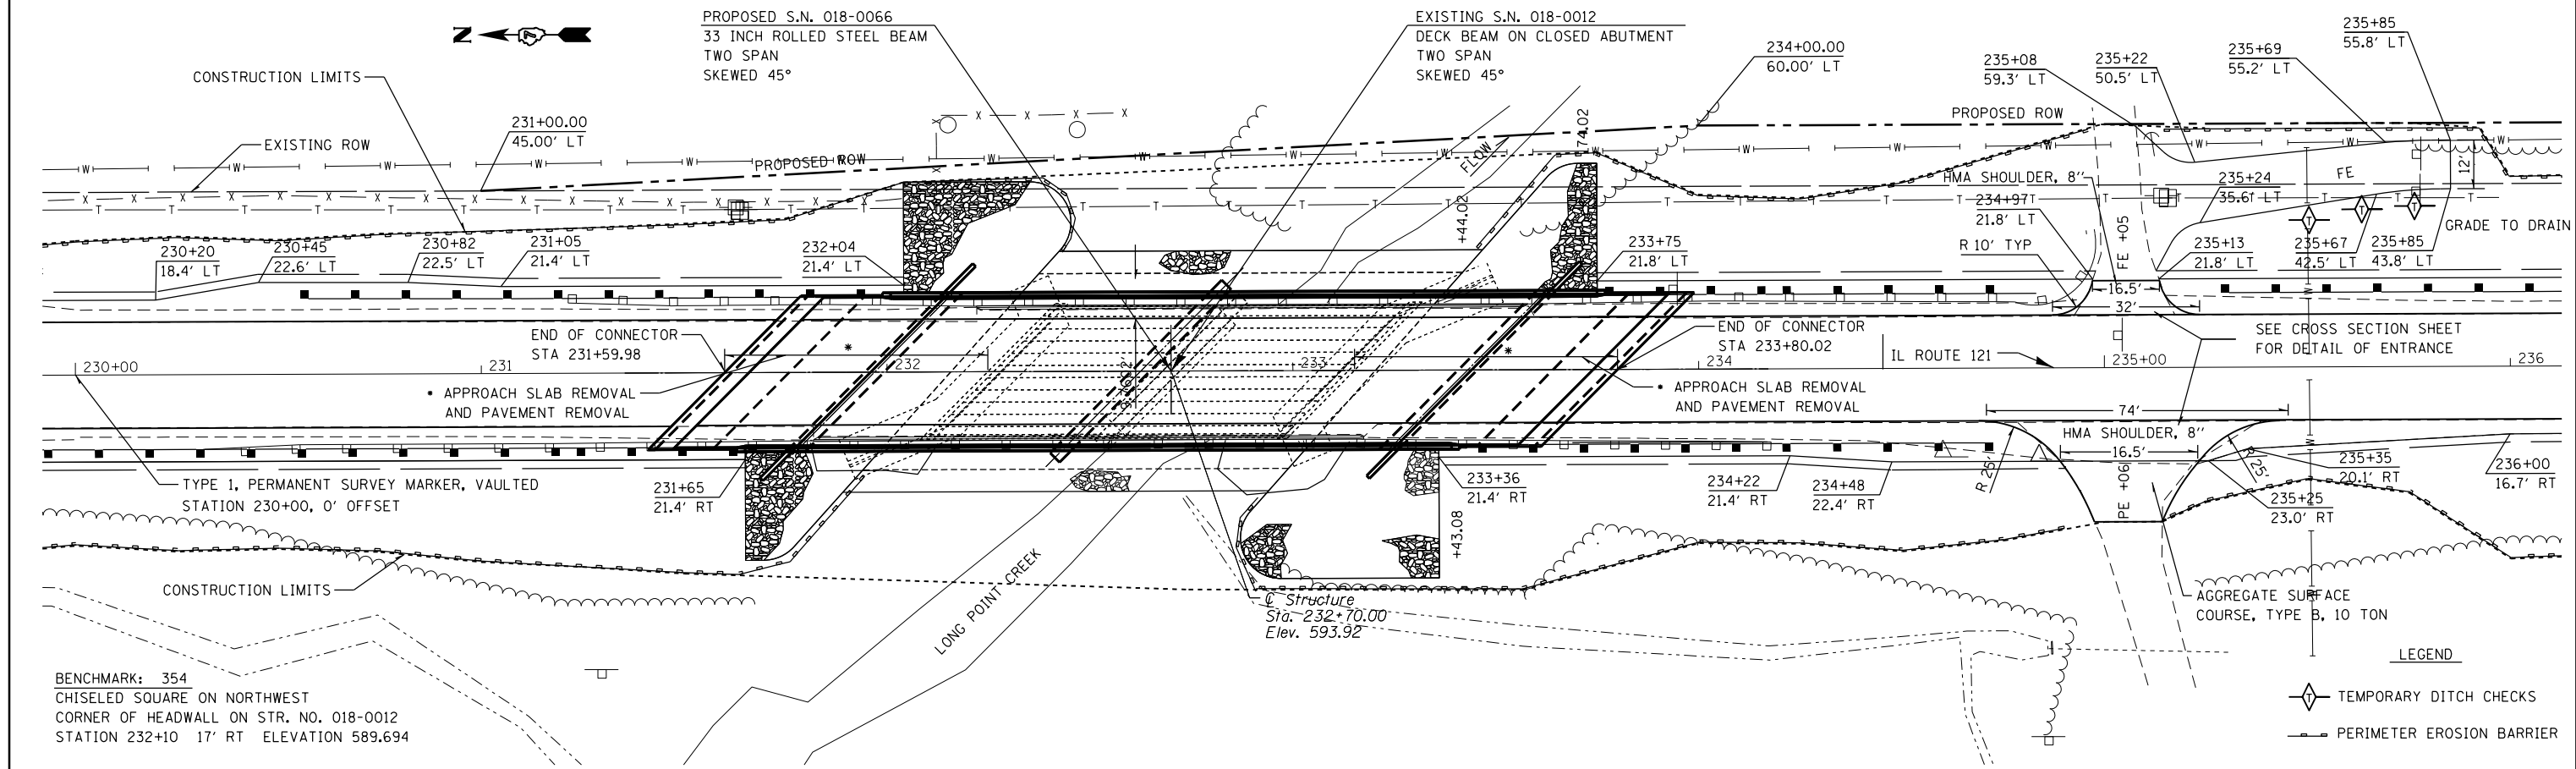 N
PROPOSED S.N. 018-0066
33 INCH ROLLED STEEL BEAM
TWO SPAN
SKEWED 45°
EXISTING S.N. 018-0012
DECK BEAM ON CLOSED ABUTMENT
TWO SPAN
SKEWED 45°
CONSTRUCTION LIMITS
EXISTING ROW
231+00.00
45.00' LT
PROPOSED ROW
FLOW
74.02
+44.02
234+00.00
60.00' LT
235+08
59.3' LT
235+22
50.5' LT
235+69
55.2' LT
235+85
55.8' LT
PROPOSED ROW
HMA SHOULDER, 8"
234+97
21.8' LT
R 10' TYP
FE +05
235+24
35.6' LT
FE
12'
GRADE TO DRAIN
235+13
21.8' LT
235+67
42.5' LT
235+85
43.8' LT
T
T
T
230+20
18.4' LT
230+45
22.6' LT
230+82
22.5' LT
231+05
21.4' LT
232+04
21.4' LT
233+75
21.8' LT
16.5'
32'
END OF CONNECTOR
STA 231+59.98
END OF CONNECTOR
STA 233+80.02
IL ROUTE 121
SEE CROSS SECTION SHEET
FOR DETAIL OF ENTRANCE
230+00
231
232
233
234
235+00
236
* APPROACH SLAB REMOVAL
AND PAVEMENT REMOVAL
* APPROACH SLAB REMOVAL
AND PAVEMENT REMOVAL
*
*
74'
HMA SHOULDER, 8"
16.5'
R 25'
R 25'
PE +06
TYPE 1, PERMANENT SURVEY MARKER, VAULTED
STATION 230+00, 0' OFFSET
231+65
21.4' RT
233+36
21.4' RT
234+22
21.4' RT
234+48
22.4' RT
235+35
20.1' RT
235+25
23.0' RT
236+00
16.7' RT
+43.08
CONSTRUCTION LIMITS
LONG POINT CREEK
℄ Structure
Sta. 232+70.00
Elev. 593.92
AGGREGATE SURFACE
COURSE, TYPE B, 10 TON
BENCHMARK: 354
CHISELED SQUARE ON NORTHWEST
CORNER OF HEADWALL ON STR. NO. 018-0012
STATION 232+10 17' RT ELEVATION 589.694
LEGEND
T TEMPORARY DITCH CHECKS
PERIMETER EROSION BARRIER